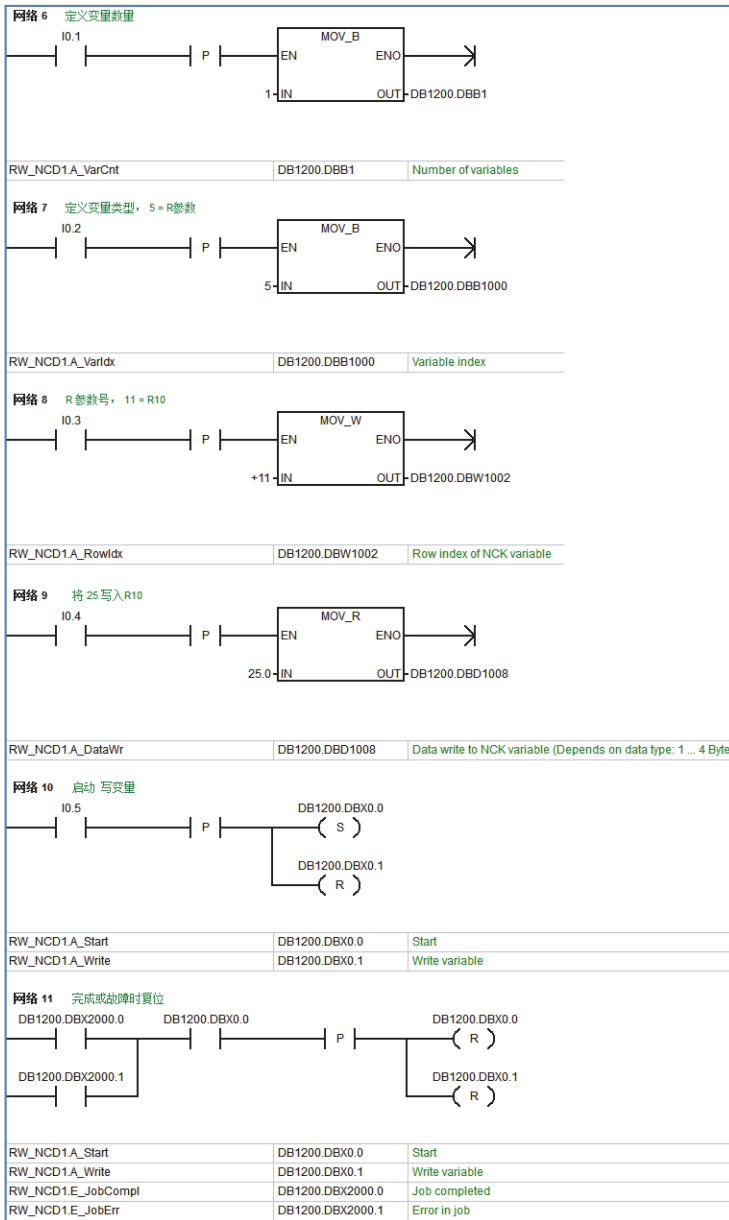 网络 6 定义变量数量
I0.1
P
MOV_B
EN ENO
1 IN OUT DB1200.DBB1
RW_NCD1.A_VarCnt DB1200.DBB1 Number of variables
网络 7 定义变量类型，5 = R参数
I0.2
P
MOV_B
EN ENO
5 IN OUT DB1200.DBB1000
RW_NCD1.A_VarIdx DB1200.DBB1000 Variable index
网络 8 R 参数号，11 = R10
I0.3
P
MOV_W
EN ENO
+11 IN OUT DB1200.DBW1002
RW_NCD1.A_RowIdx DB1200.DBW1002 Row index of NCK variable
网络 9 将 25 写入R10
I0.4
P
MOV_R
EN ENO
25.0 IN OUT DB1200.DBD1008
RW_NCD1.A_DataWr DB1200.DBD1008 Data write to NCK variable (Depends on data type: 1 ... 4 Byte
网络 10 启动 写变量
I0.5 DB1200.DBX0.0
P S
DB1200.DBX0.1
R
RW_NCD1.A_Start DB1200.DBX0.0 Start
RW_NCD1.A_Write DB1200.DBX0.1 Write variable
网络 11 完成或故障时复位
DB1200.DBX2000.0 DB1200.DBX0.0 DB1200.DBX0.0
P R
DB1200.DBX2000.1 DB1200.DBX0.1
R
RW_NCD1.A_Start DB1200.DBX0.0 Start
RW_NCD1.A_Write DB1200.DBX0.1 Write variable
RW_NCD1.E_JobCompl DB1200.DBX2000.0 Job completed
RW_NCD1.E_JobErr DB1200.DBX2000.1 Error in job